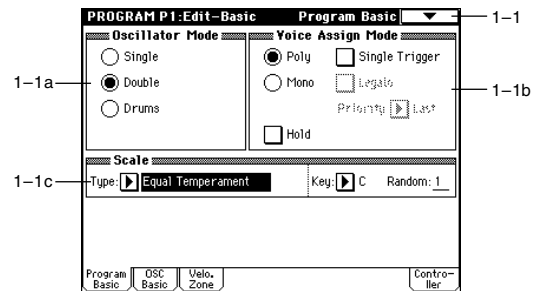 PROGRAM P1:Edit-Basic Program Basic
1-1
Oscillator Mode
Voice Assign Mode
Single
Poly Single Trigger
1-1a
Double
Mono Legato
1-1b
Drums
Priority Last
Hold
Scale
1-1c
Type: Equal Temperament Key: C Random: 1
Program Basic
OSC Basic
Velo. Zone
Contro-
ller